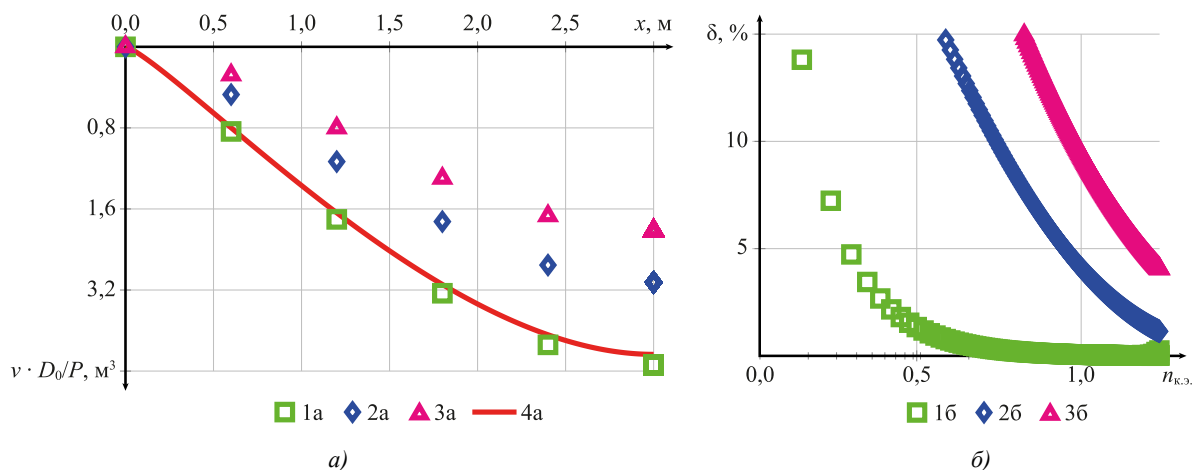 0,0 0,5 1,0 1,5 2,0 2,5 x, м
0,8
1,6
3,2
v · D₀/P, м³
1а 2а 3а 4а
а)
δ, %
10
5
0,0 0,5 1,0 nк.э.
1б 2б 3б
б)